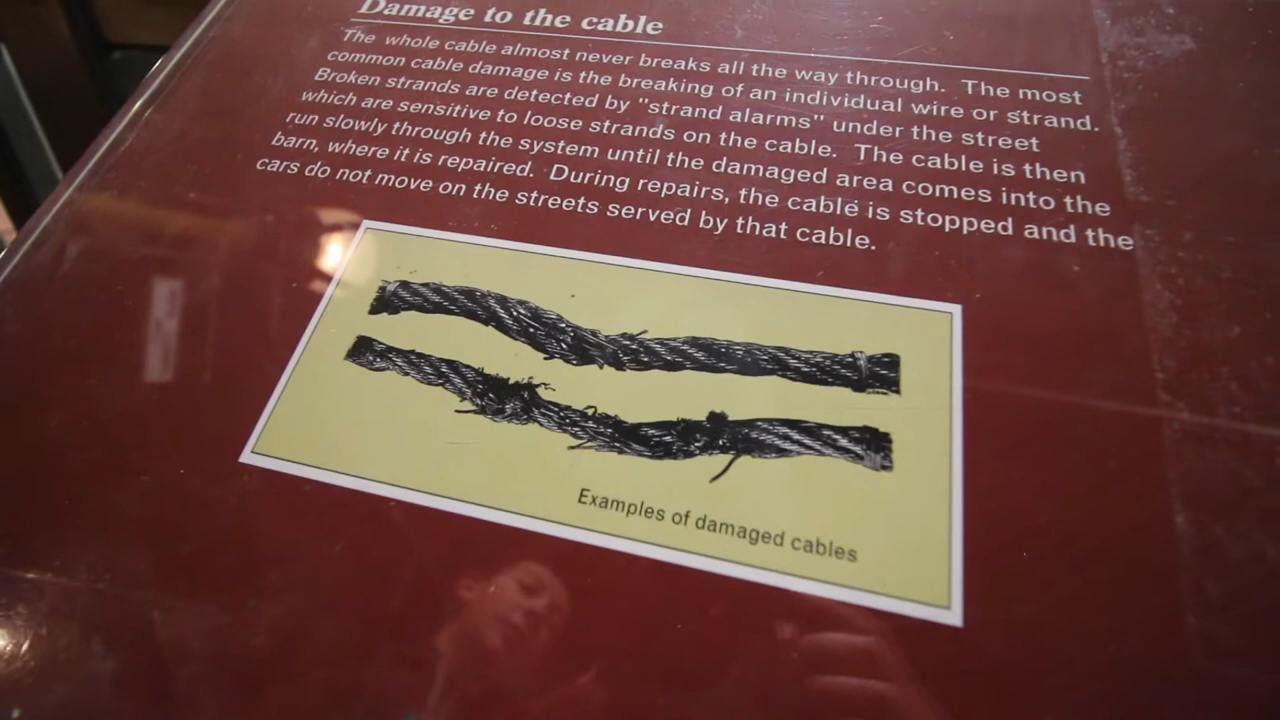 Damage to the cable
The whole cable almost never breaks all the way through. The most
common cable damage is the breaking of an individual wire or strand.
Broken strands are detected by "strand alarms" under the street
which are sensitive to loose strands on the cable. The cable is then
run slowly through the system until the damaged area comes into the
barn, where it is repaired. During repairs, the cable is stopped and the
cars do not move on the streets served by that cable.
Examples of damaged cables